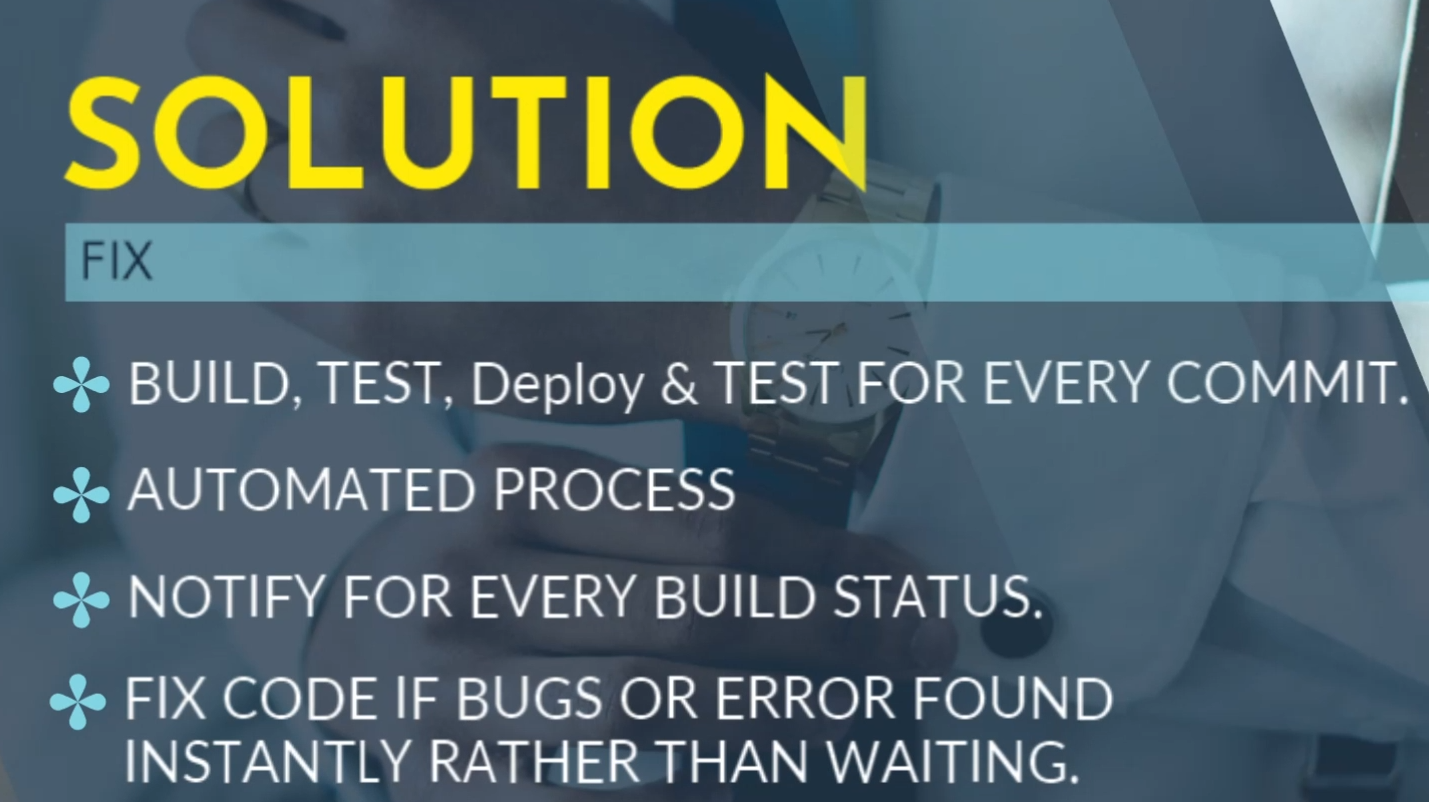 SOLUTION
FIX
BUILD, TEST, Deploy & TEST FOR EVERY COMMIT.
AUTOMATED PROCESS
NOTIFY FOR EVERY BUILD STATUS.
FIX CODE IF BUGS OR ERROR FOUND
INSTANTLY RATHER THAN WAITING.